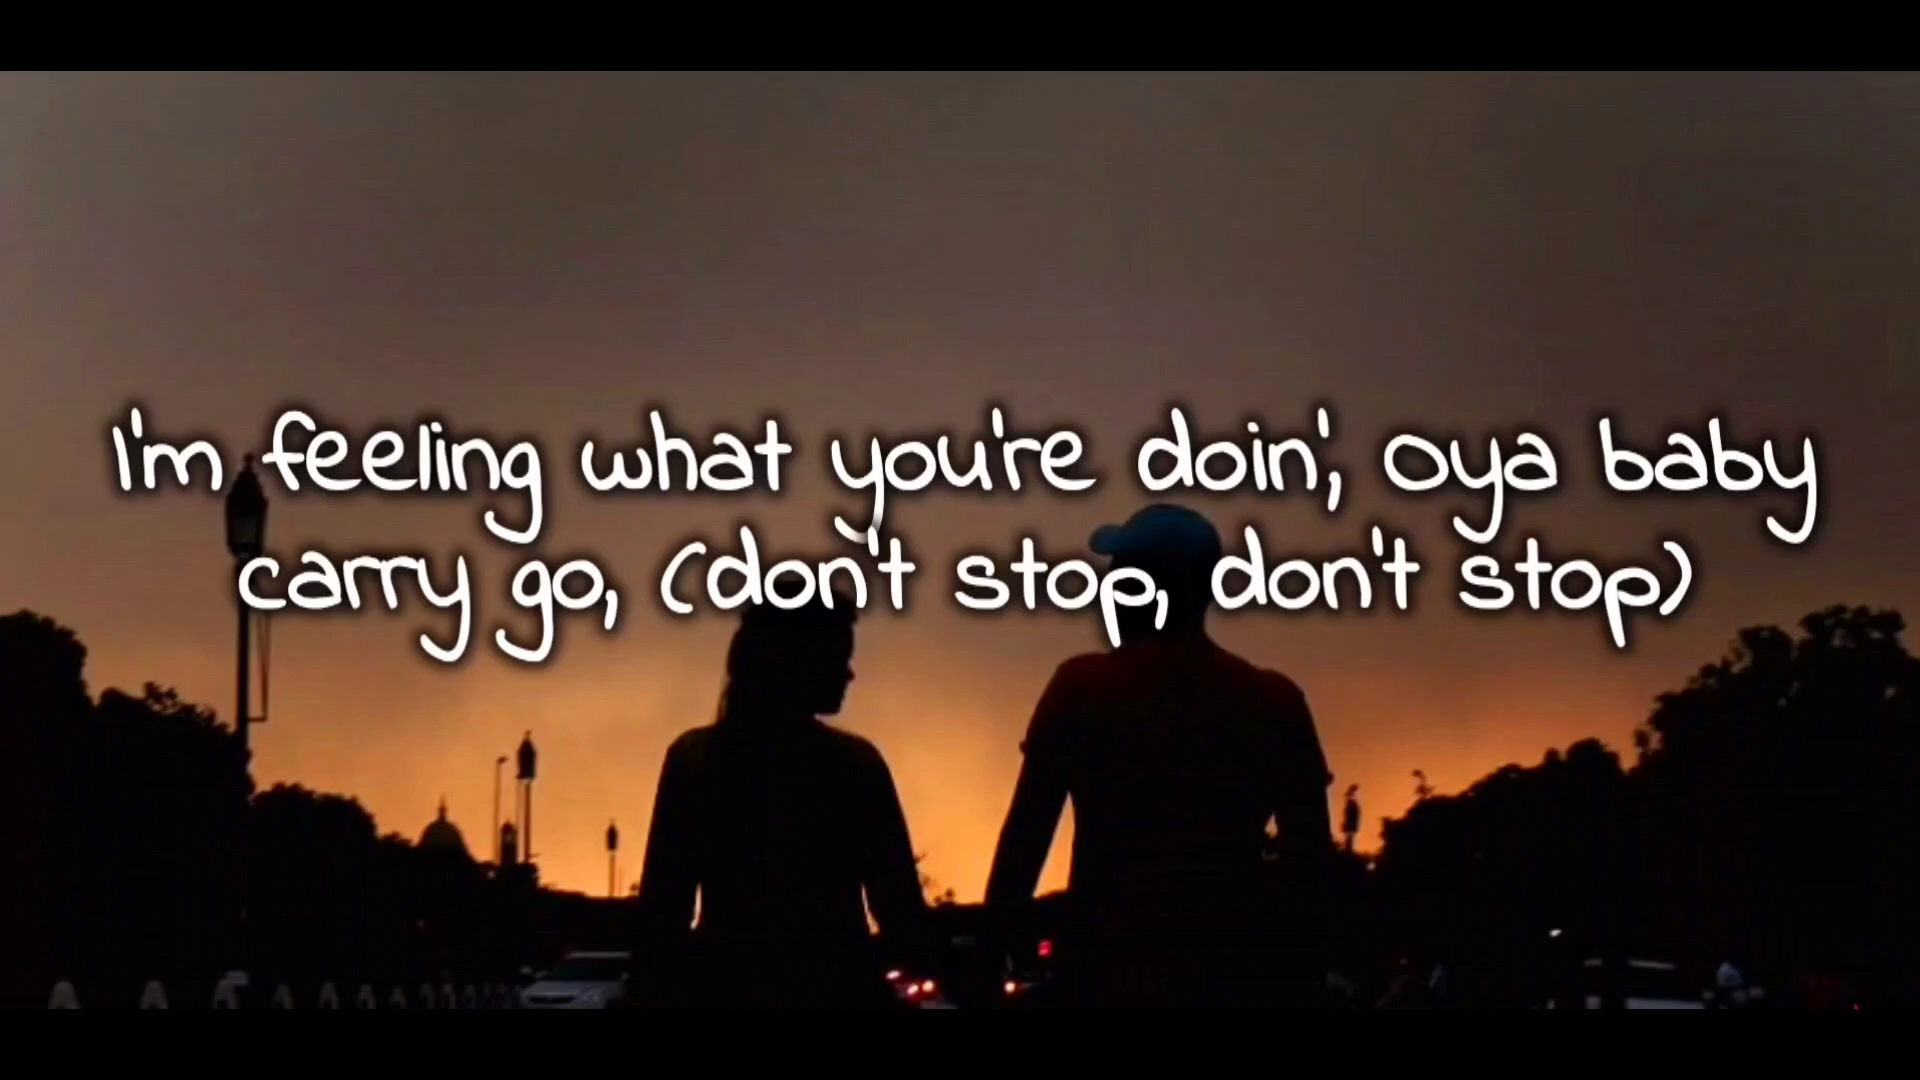 I'm feeling what you're doin', Oya baby
carry go, (don't stop, don't stop)